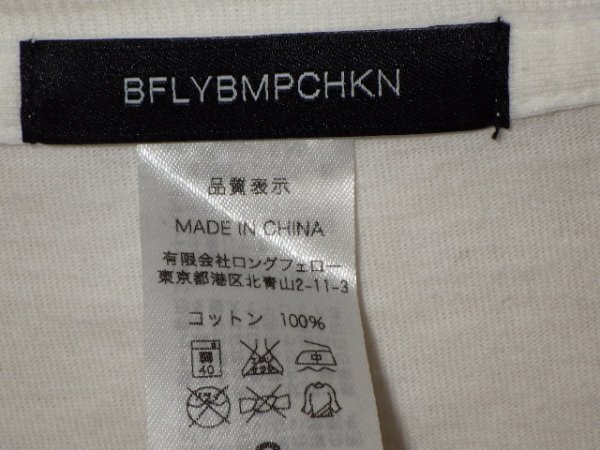 BFLYBMPCHKN
品質表示
MADE IN CHINA
有限会社ロングフェロー
東京都港区北青山2-11-3
コットン 100%
40
中